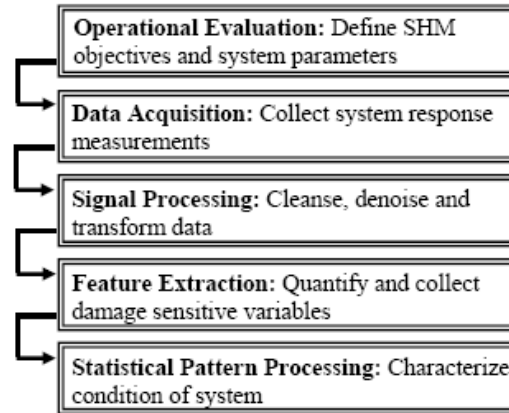 Operational Evaluation: Define SHM
objectives and system parameters
Data Acquisition: Collect system response
measurements
Signal Processing: Cleanse, denoise and
transform data
Feature Extraction: Quantify and collect
damage sensitive variables
Statistical Pattern Processing: Characterize
condition of system